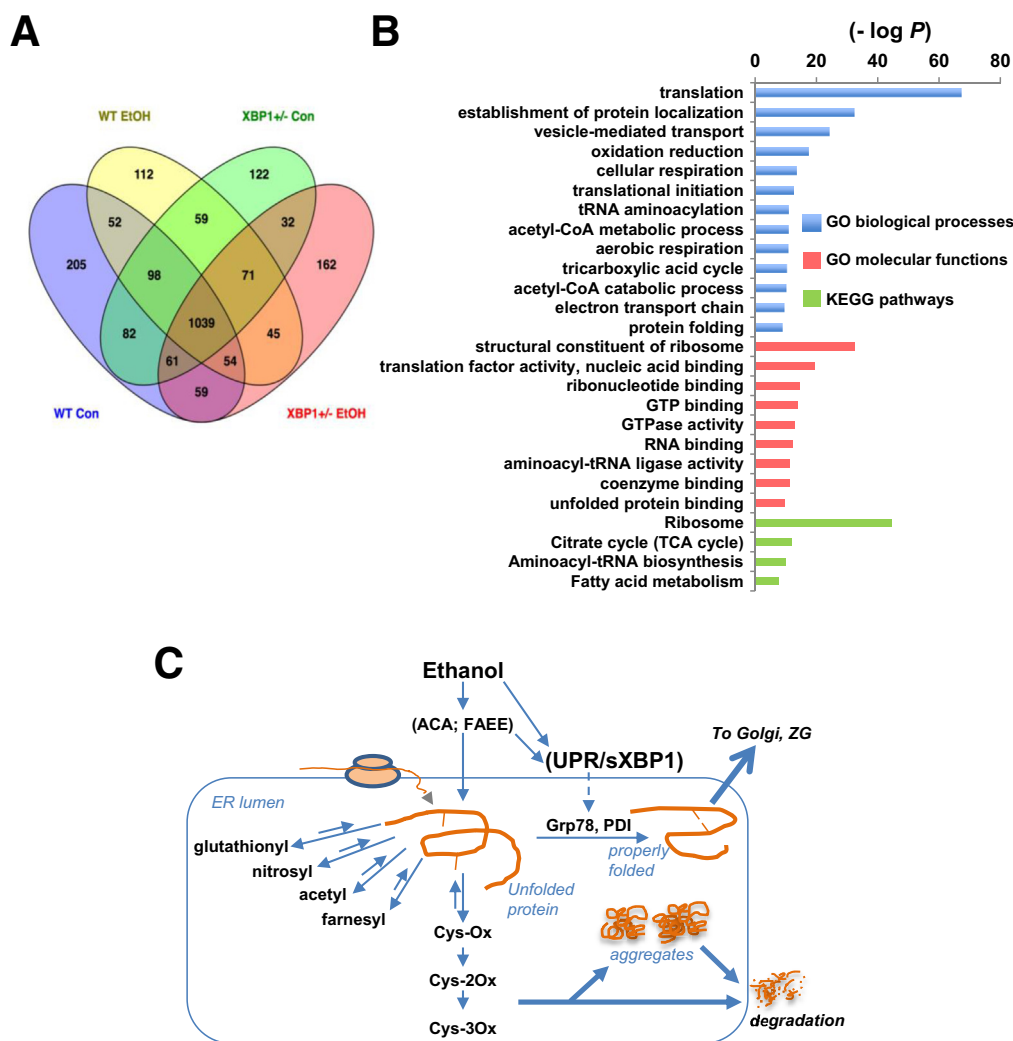 A
WT EtOH
XBP1+/- Con
112
122
52
59
32
205
98
71
162
82
1039
45
61
54
59
WT Con
XBP1+/- EtOH
B
(- log P)
0 20 40 60 80
translation
establishment of protein localization
vesicle-mediated transport
oxidation reduction
cellular respiration
translational initiation
tRNA aminoacylation
acetyl-CoA metabolic process
aerobic respiration
tricarboxylic acid cycle
acetyl-CoA catabolic process
electron transport chain
protein folding
structural constituent of ribosome
translation factor activity, nucleic acid binding
ribonucleotide binding
GTP binding
GTPase activity
RNA binding
aminoacyl-tRNA ligase activity
coenzyme binding
unfolded protein binding
Ribosome
Citrate cycle (TCA cycle)
Aminoacyl-tRNA biosynthesis
Fatty acid metabolism
GO biological processes
GO molecular functions
KEGG pathways
C
Ethanol
(ACA; FAEE)
(UPR/sXBP1)
To Golgi, ZG
ER lumen
Grp78, PDI
properly
folded
glutathionyl
nitrosyl
acetyl
farnesyl
Unfolded
protein
Cys-Ox
Cys-2Ox
Cys-3Ox
aggregates
degradation